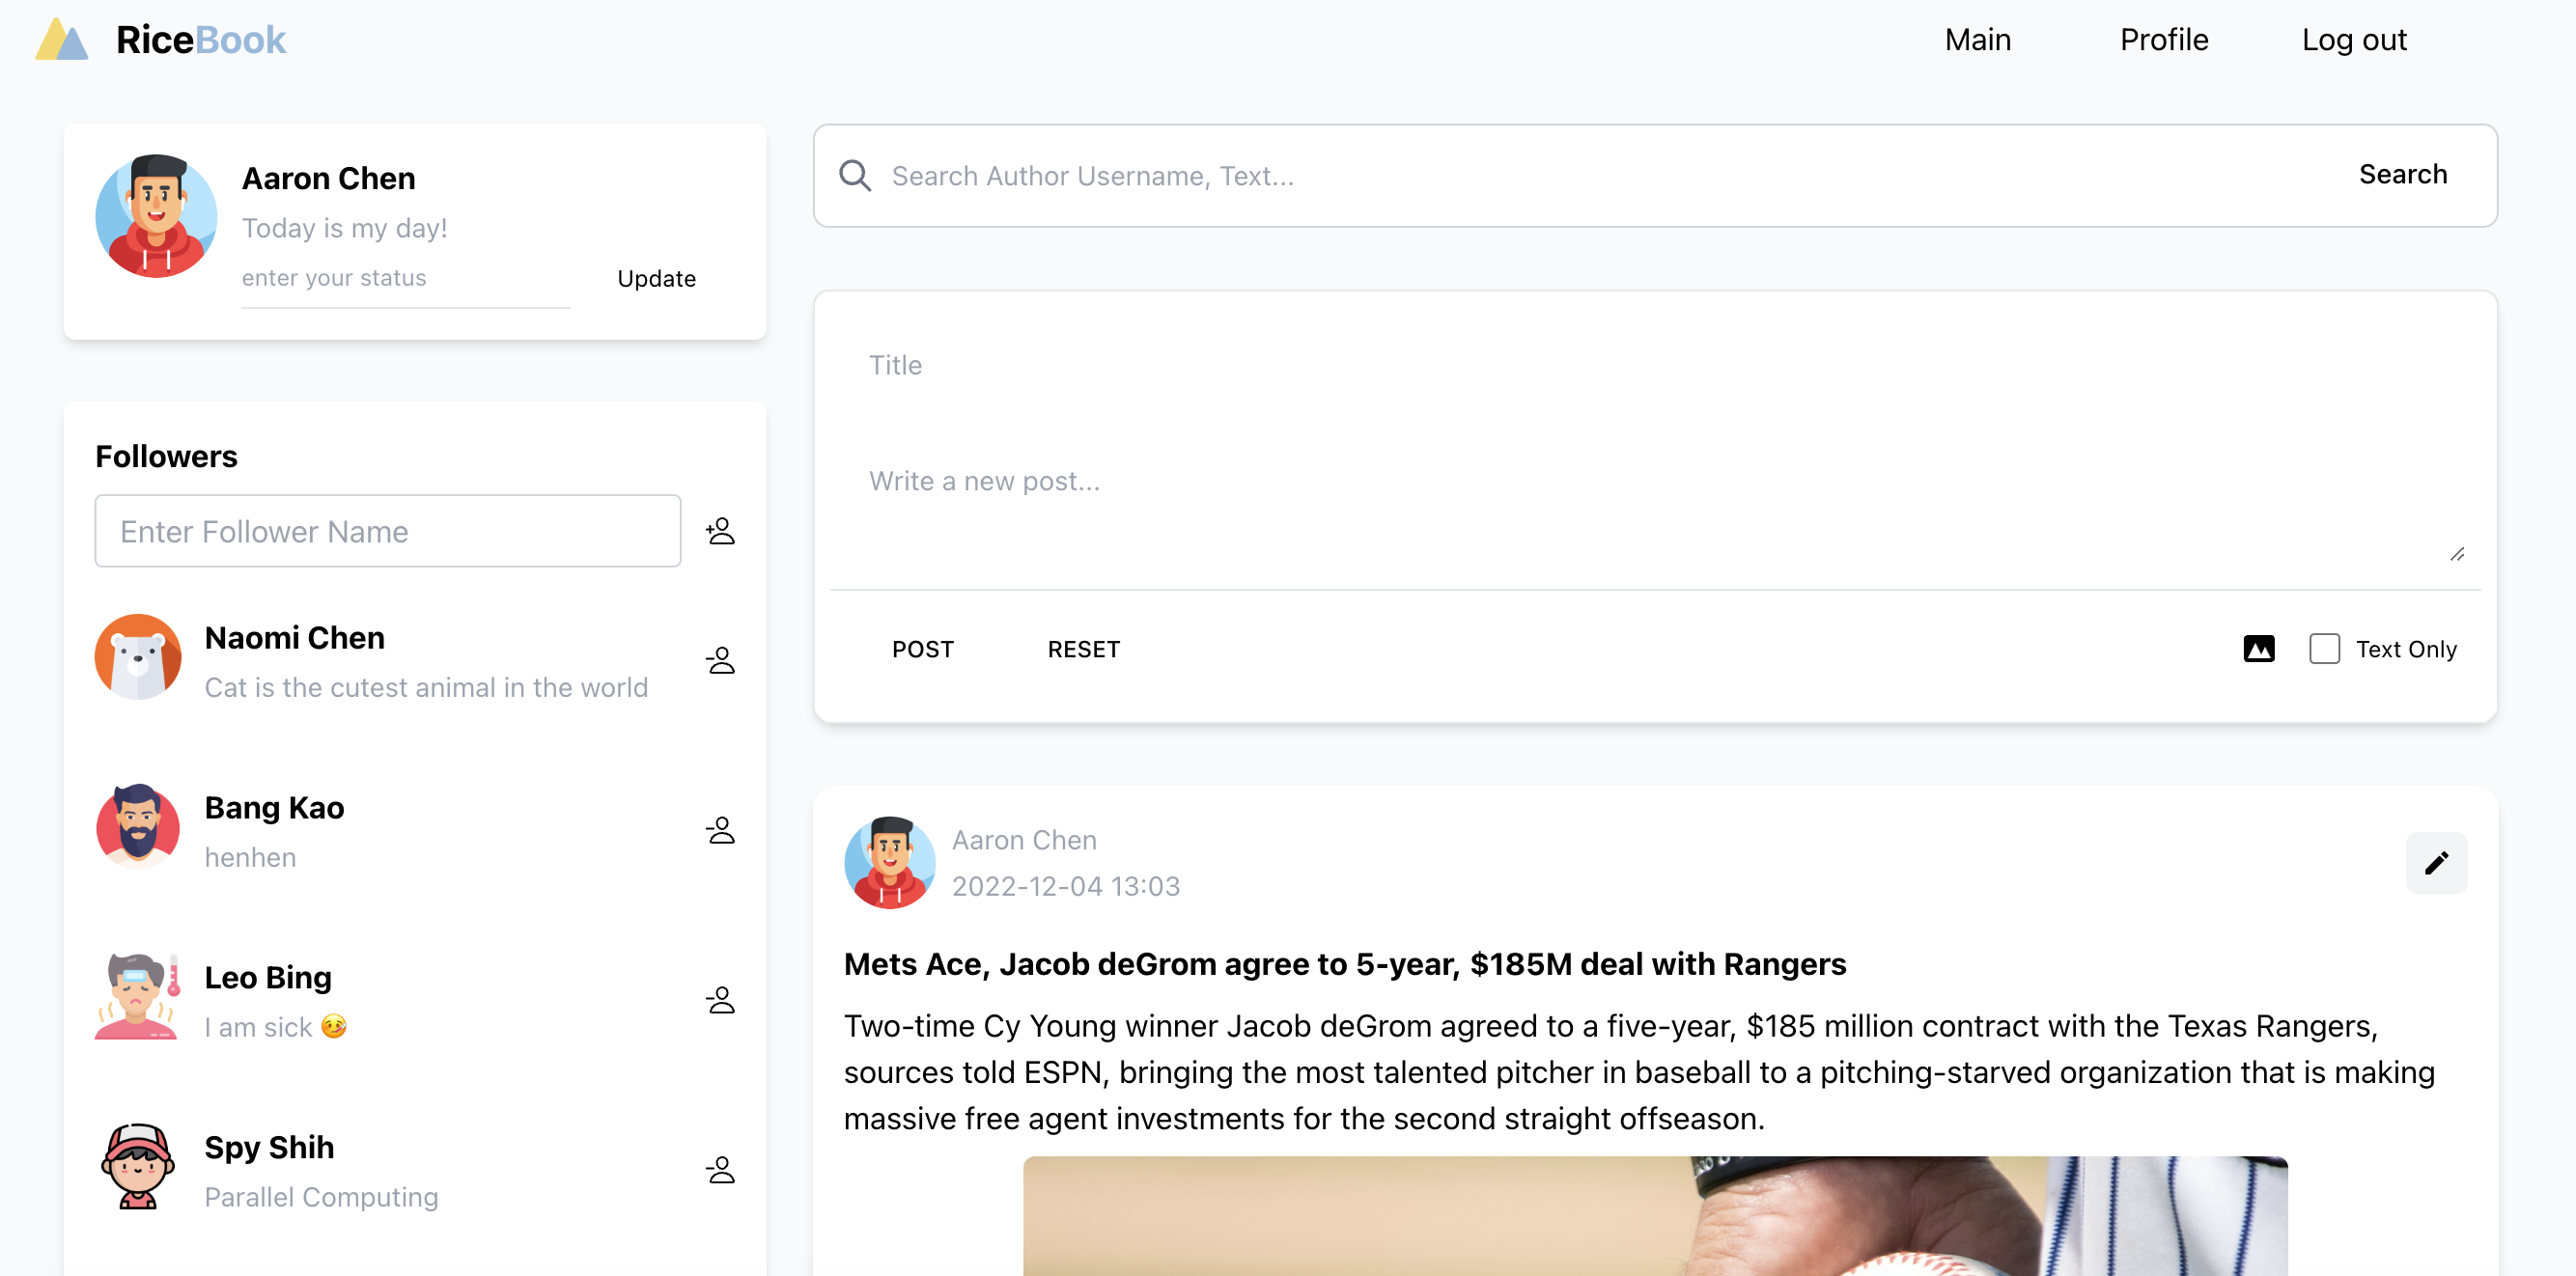 RiceBook
Main
Profile
Log out
Aaron Chen
Today is my day!
enter your status
Update
Followers
Enter Follower Name
Naomi Chen
Cat is the cutest animal in the world
Bang Kao
henhen
Leo Bing
I am sick 🤒
Spy Shih
Parallel Computing
Search Author Username, Text...
Search
Title
Write a new post...
POST
RESET
Text Only
Aaron Chen
2022-12-04 13:03
Mets Ace, Jacob deGrom agree to 5-year, $185M deal with Rangers
Two-time Cy Young winner Jacob deGrom agreed to a five-year, $185 million contract with the Texas Rangers,
sources told ESPN, bringing the most talented pitcher in baseball to a pitching-starved organization that is making
massive free agent investments for the second straight offseason.